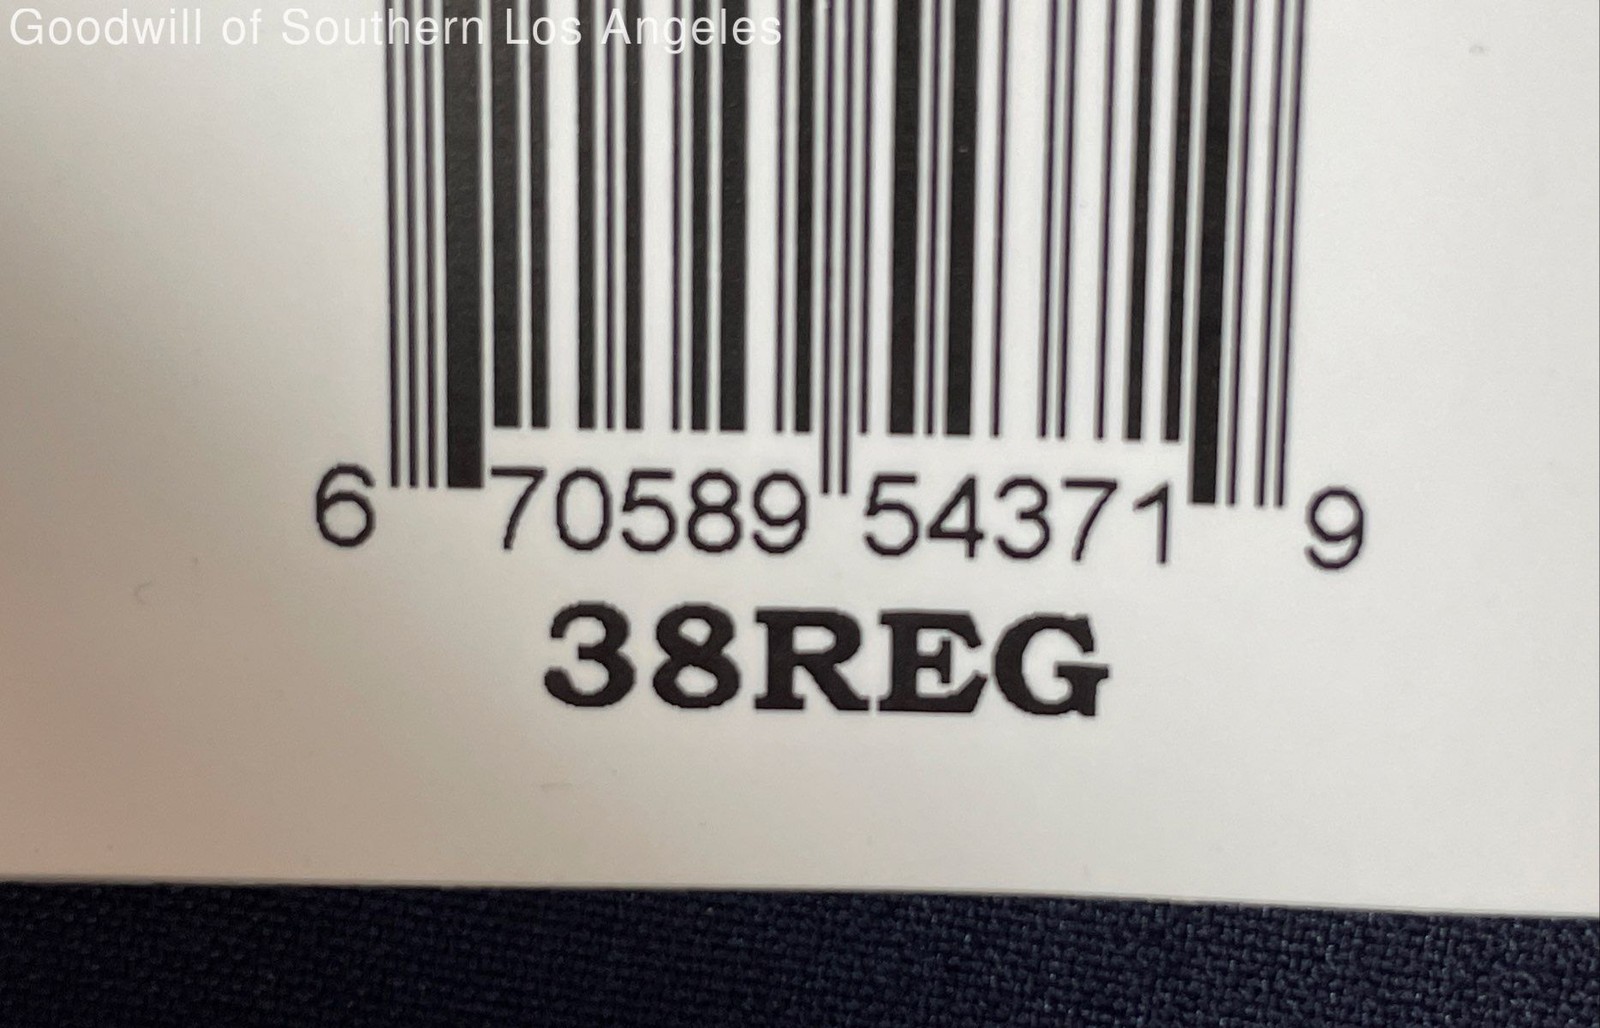 Goodwill of Southern Los Angeles
6 70589 54371 9
38REG